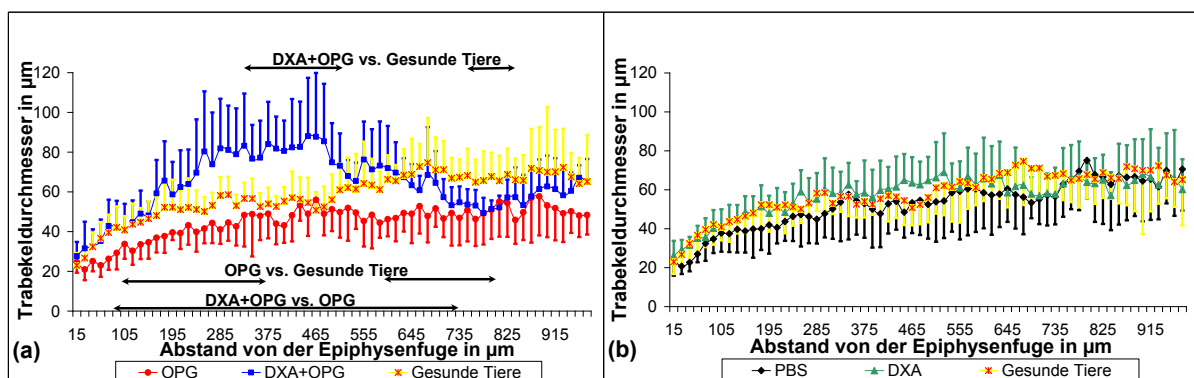 Trabekeldurchmesser in µm
120
100
80
60
40
20
0
DXA+OPG vs. Gesunde Tiere
OPG vs. Gesunde Tiere
DXA+OPG vs. OPG
15 105 195 285 375 465 555 645 735 825 915
(a)
Abstand von der Epiphysenfuge in µm
OPG DXA+OPG Gesunde Tiere
Trabekeldurchmesser in µm
120
100
80
60
40
20
0
15 105 195 285 375 465 555 645 735 825 915
(b)
Abstand von der Epiphysenfuge in µm
PBS DXA Gesunde Tiere